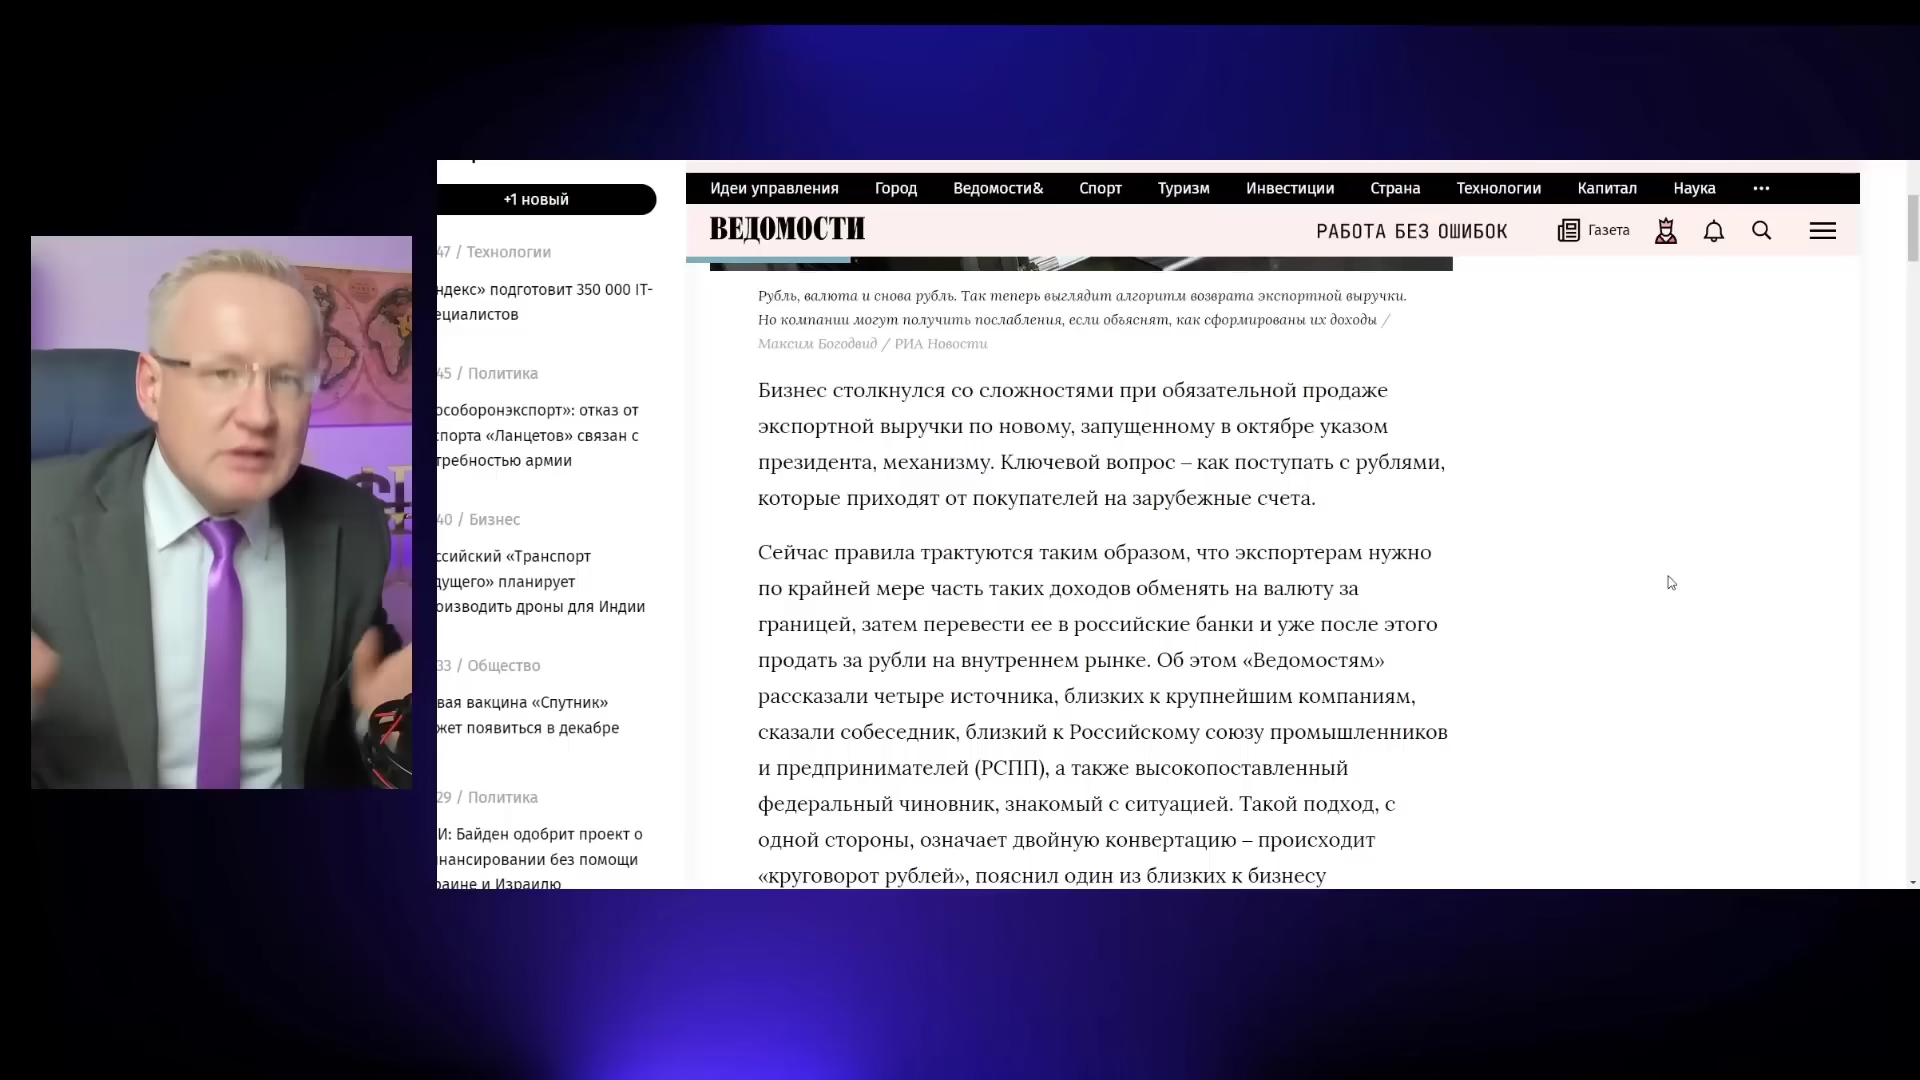 +1 новый
47 / Технологии
ндекс» подготовит 350 000 IT-
ециалистов
45 / Политика
особоронэкспорт»: отказ от
спорта «Ланцетов» связан с
требностью армии
40 / Бизнес
ссийский «Транспорт
дущего» планирует
оизводить дроны для Индии
33 / Общество
вая вакцина «Спутник»
жет появиться в декабре
29 / Политика
И: Байден одобрит проект о
нансировании без помощи
раине и Израилю
Идеи управления Город Ведомости& Спорт Туризм Инвестиции Страна Технологии Капитал Наука ...
ВЕДОМОСТИ РАБОТА БЕЗ ОШИБОК Газета
Рубль, валюта и снова рубль. Так теперь выглядит алгоритм возврата экспортной выручки.
Но компании могут получить послабления, если объяснят, как сформированы их доходы /
Максим Богодвид / РИА Новости
Бизнес столкнулся со сложностями при обязательной продаже
экспортной выручки по новому, запущенному в октябре указом
президента, механизму. Ключевой вопрос – как поступать с рублями,
которые приходят от покупателей на зарубежные счета.
Сейчас правила трактуются таким образом, что экспортерам нужно
по крайней мере часть таких доходов обменять на валюту за
границей, затем перевести ее в российские банки и уже после этого
продать за рубли на внутреннем рынке. Об этом «Ведомостям»
рассказали четыре источника, близких к крупнейшим компаниям,
сказали собеседник, близкий к Российскому союзу промышленников
и предпринимателей (РСПП), а также высокопоставленный
федеральный чиновник, знакомый с ситуацией. Такой подход, с
одной стороны, означает двойную конвертацию – происходит
«круговорот рублей», пояснил один из близких к бизнесу